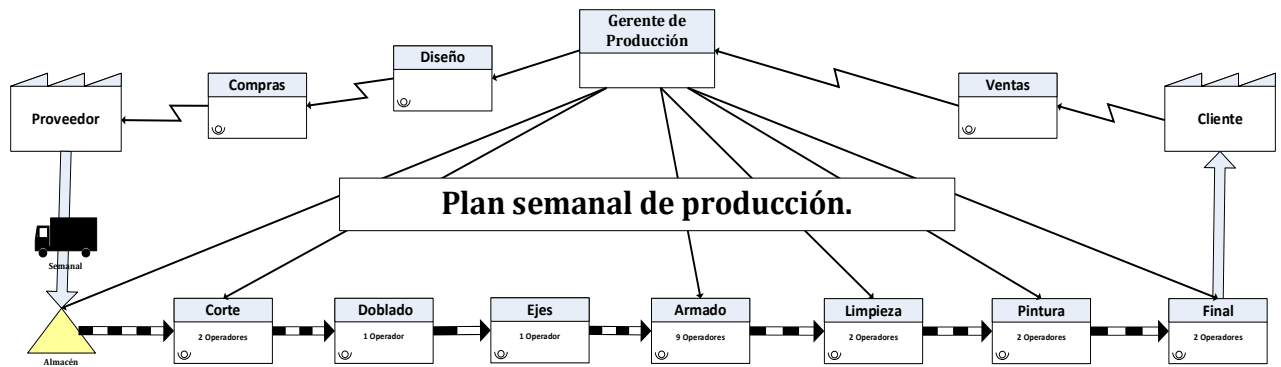 Gerente de
Producción
Diseño
Compras
Ventas
Proveedor
Cliente
Plan semanal de producción.
Semanal
Almacén
Corte
2 Operadores
Doblado
1 Operador
Ejes
1 Operador
Armado
9 Operadores
Limpieza
2 Operadores
Pintura
2 Operadores
Final
2 Operadores